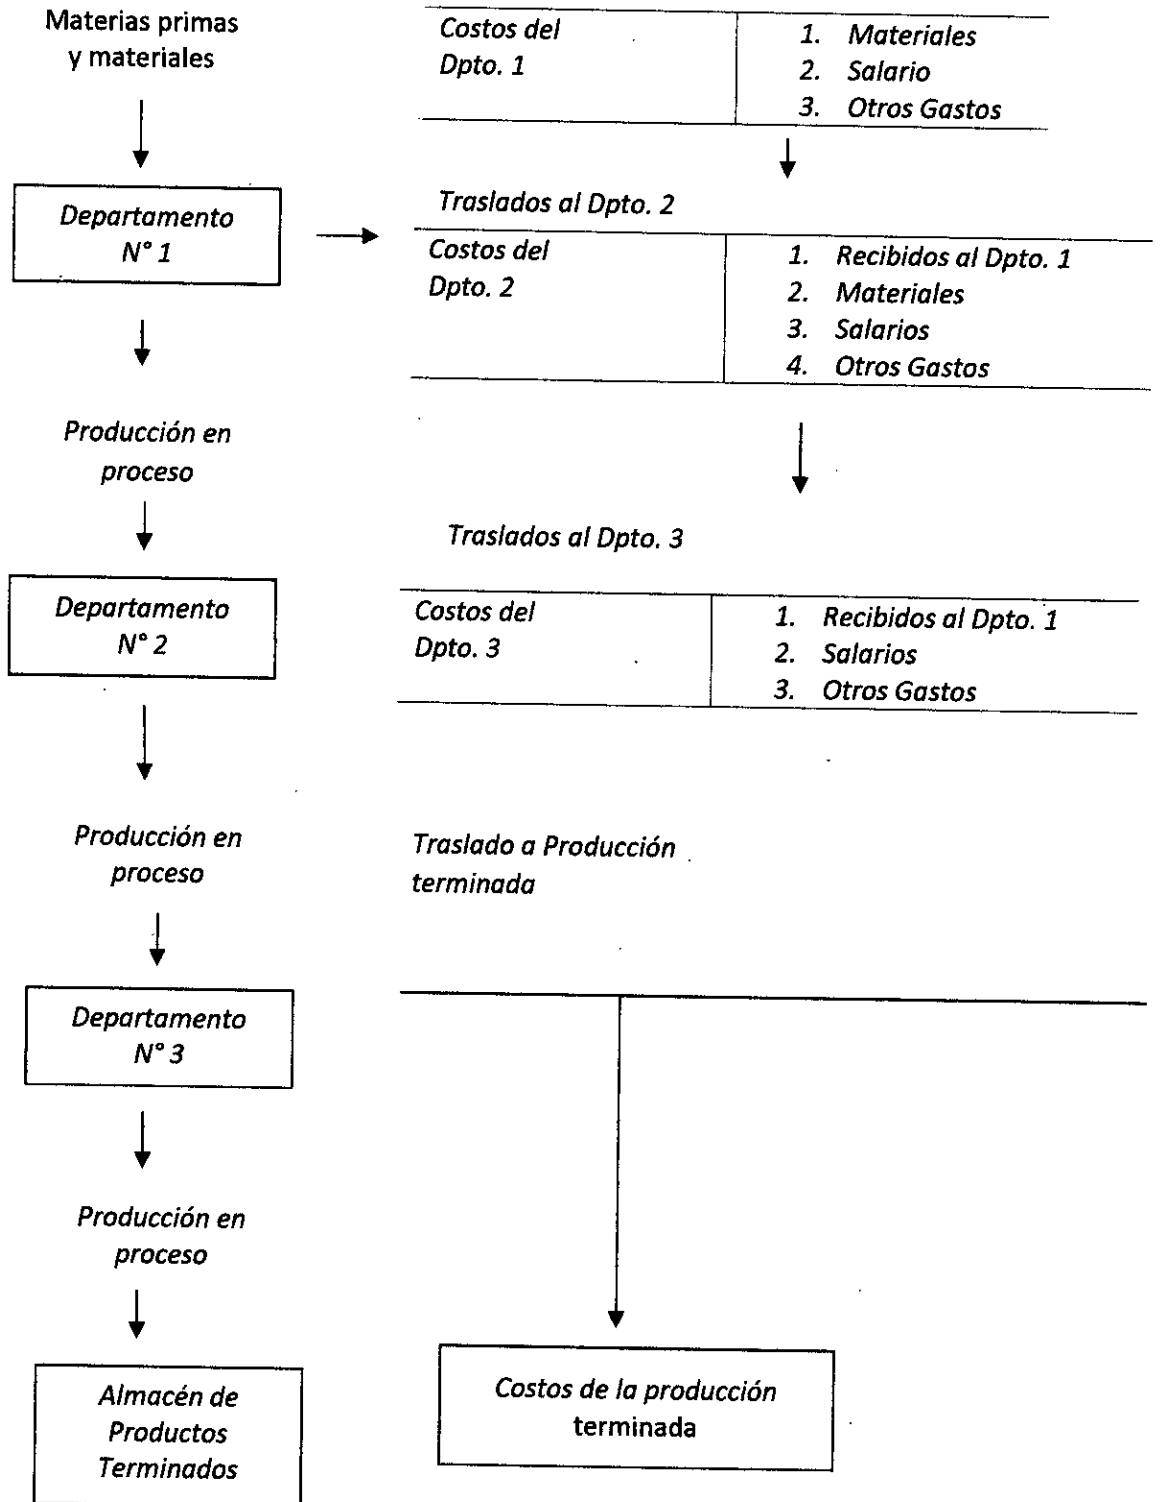 Materias primas
y materiales
Costos del
Dpto. 1
1. Materiales
2. Salario
3. Otros Gastos
Departamento
N° 1
Traslados al Dpto. 2
Costos del
Dpto. 2
1. Recibidos al Dpto. 1
2. Materiales
3. Salarios
4. Otros Gastos
Producción en
proceso
Traslados al Dpto. 3
Departamento
N° 2
Costos del
Dpto. 3
1. Recibidos al Dpto. 1
2. Salarios
3. Otros Gastos
Producción en
proceso
Traslado a Producción
terminada
Departamento
N° 3
Producción en
proceso
Almacén de
Productos
Terminados
Costos de la producción
terminada